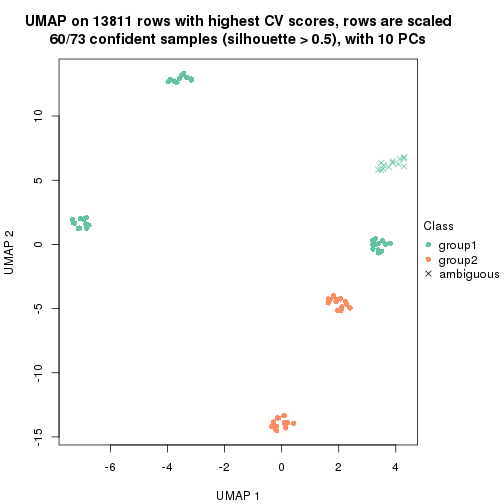 UMAP on 13811 rows with highest CV scores, rows are scaled
60/73 confident samples (silhouette > 0.5), with 10 PCs
10
5
0
-5
-10
-15
UMAP 2
Class
group1
group2
ambiguous
-6
-4
-2
0
2
4
UMAP 1